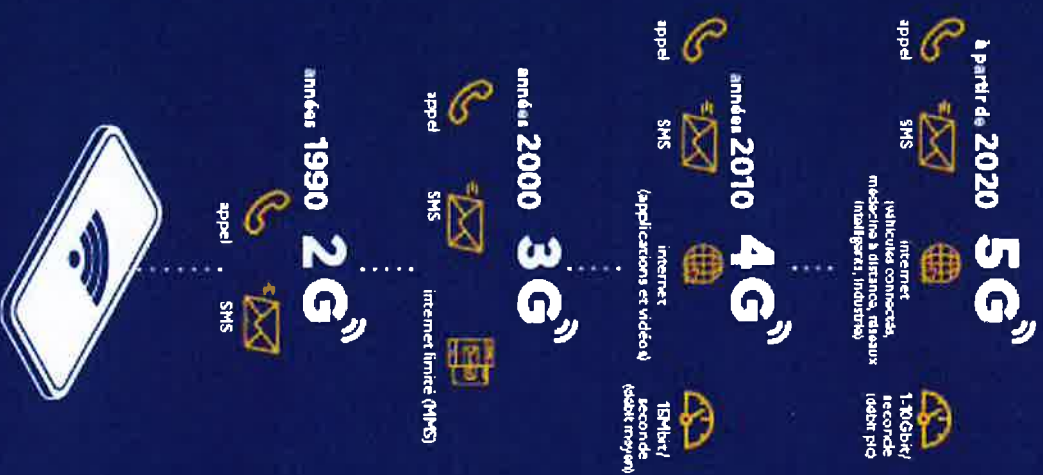 à partir de 2020 5G
appel
SMS
internet
(véhicules connectés,
médecine à distance, réseaux
intelligents, industrie)
1-10Gbit/
seconde
(débit pic)
années 2010 4G
appel
SMS
internet
(applications et vidéos)
15Mbit/
seconde
(débit moyen)
années 2000 3G
appel
SMS
internet limité (MMS)
années 1990 2G
appel
SMS